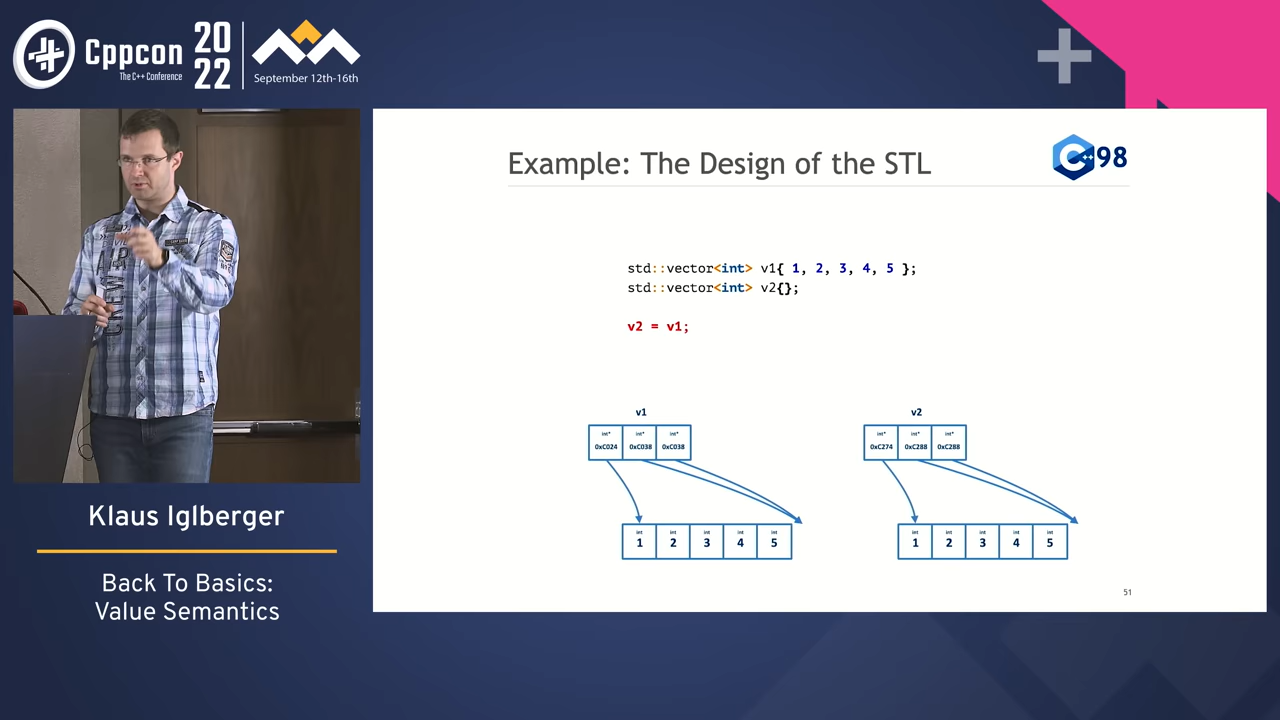 Cppcon
The C++ Conference
20
22
September 12th-16th
Example: The Design of the STL
C++ 98
std::vector<int> v1{ 1, 2, 3, 4, 5 };
std::vector<int> v2{};
v2 = v1;
v1
v2
int* int* int*
0xC024 0xC038 0xC038
int* int* int*
0xC274 0xC288 0xC288
int int int int int
1 2 3 4 5
int int int int int
1 2 3 4 5
51
AIR
CREW
Klaus Iglberger
Back To Basics:
Value Semantics